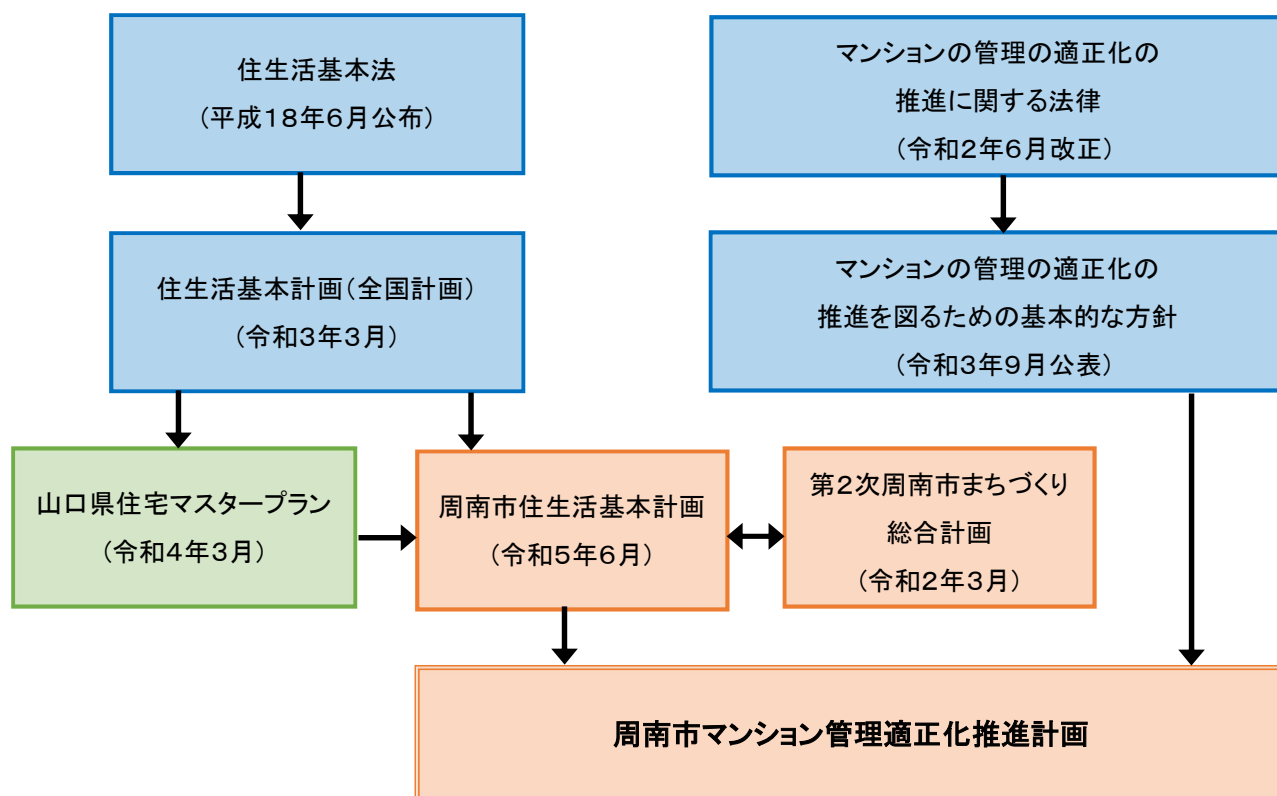 住生活基本法
（平成１８年６月公布）
マンションの管理の適正化の
推進に関する法律
（令和２年６月改正）
住生活基本計画（全国計画）
（令和３年３月）
マンションの管理の適正化の
推進を図るための基本的な方針
（令和３年９月公表）
山口県住宅マスタープラン
（令和４年３月）
周南市住生活基本計画
（令和５年６月）
第２次周南市まちづくり
総合計画
（令和２年３月）
周南市マンション管理適正化推進計画